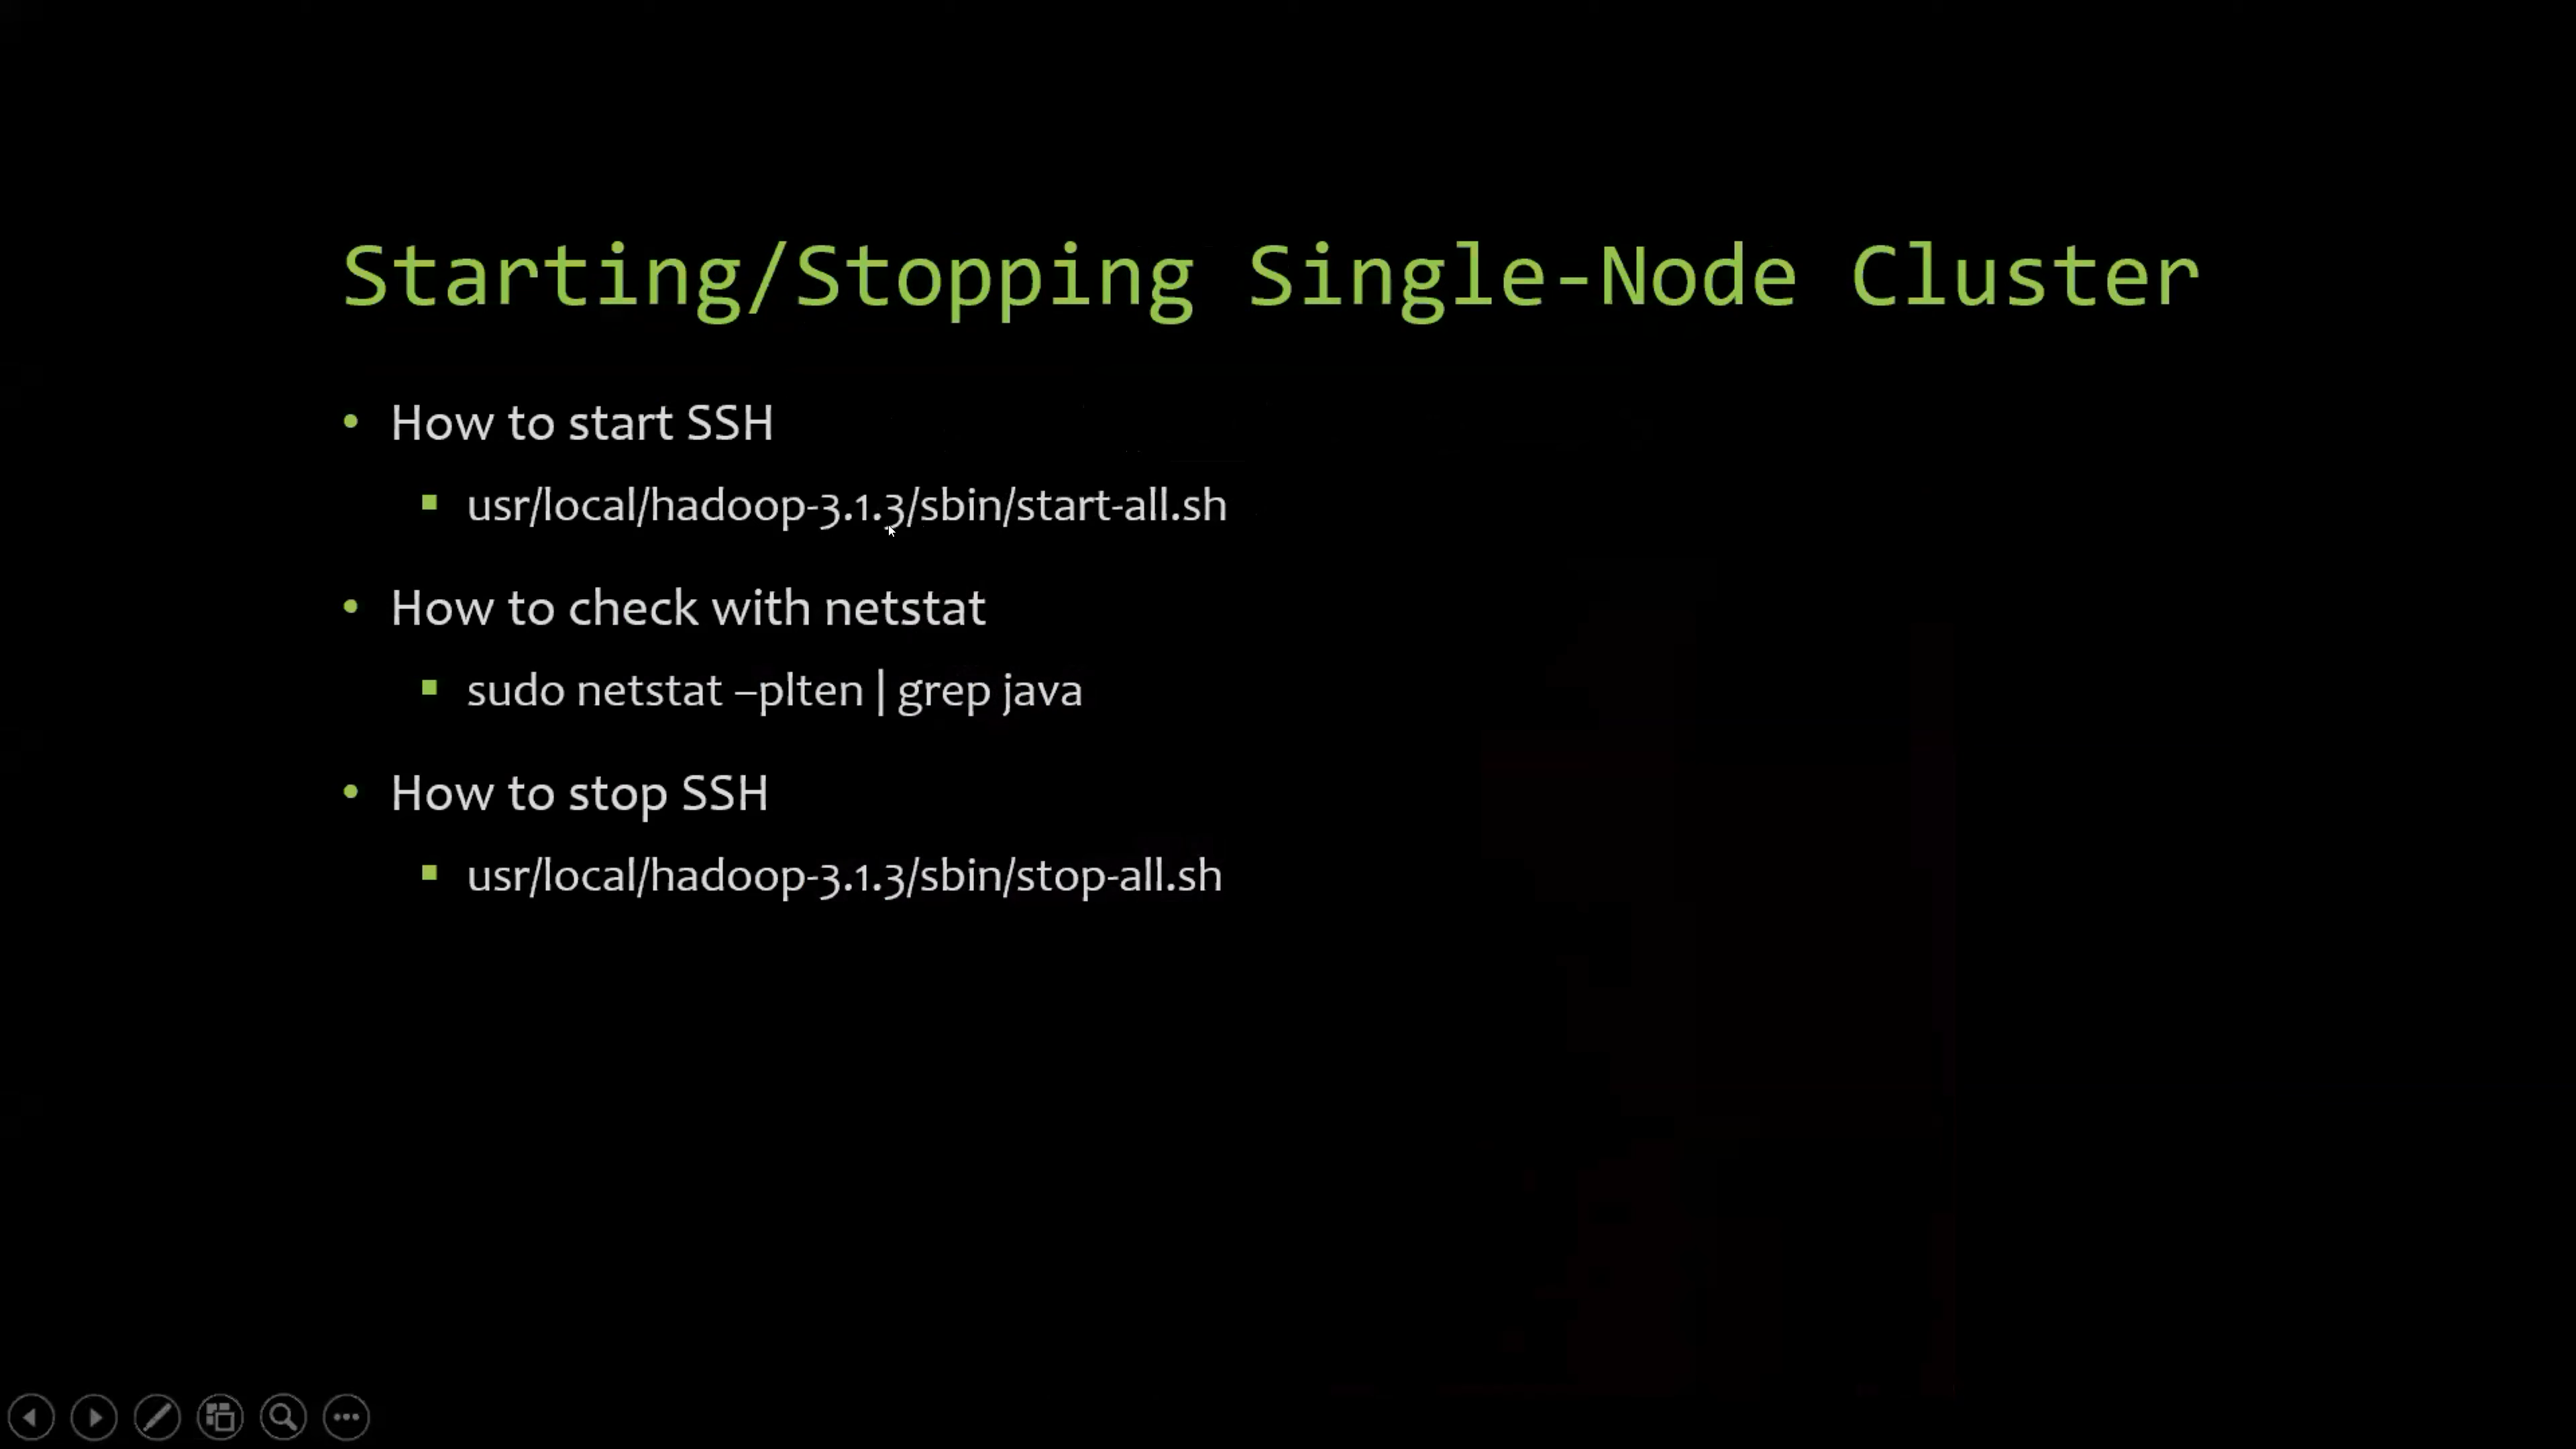 Starting/Stopping Single-Node Cluster
• How to start SSH
▪ usr/local/hadoop-3.1.3/sbin/start-all.sh
• How to check with netstat
▪ sudo netstat –plten | grep java
• How to stop SSH
▪ usr/local/hadoop-3.1.3/sbin/stop-all.sh